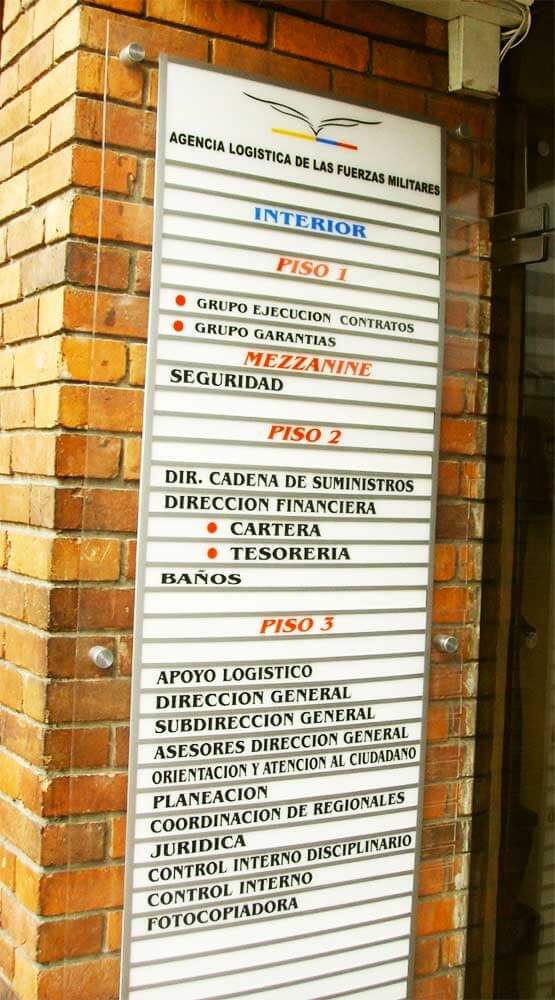 AGENCIA LOGISTICA DE LAS FUERZAS MILITARES
INTERIOR
PISO 1
GRUPO EJECUCION CONTRATOS
GRUPO GARANTIAS
MEZZANINE
SEGURIDAD
PISO 2
DIR. CADENA DE SUMINISTROS
DIRECCION FINANCIERA
CARTERA
TESORERIA
BAÑOS
PISO 3
APOYO LOGISTICO
DIRECCION GENERAL
SUBDIRECCION GENERAL
ASESORES DIRECCION GENERAL
ORIENTACION Y ATENCION AL CIUDADANO
PLANEACION
COORDINACION DE REGIONALES
JURIDICA
CONTROL INTERNO DISCIPLINARIO
CONTROL INTERNO
FOTOCOPIADORA